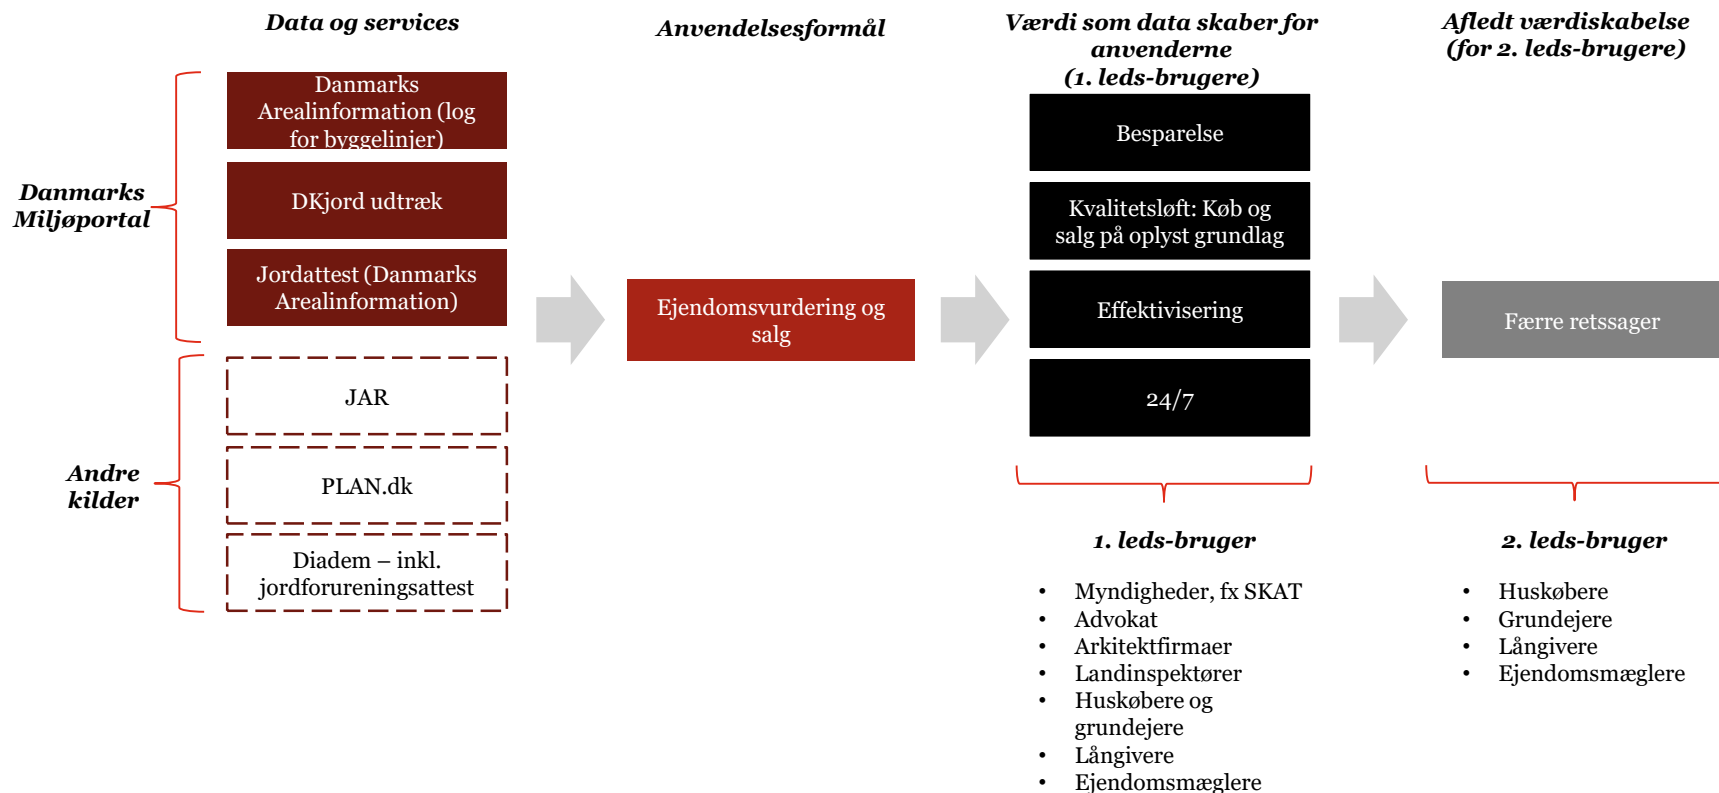 Data og services
Danmarks
Miljøportal
Danmarks
Arealinformation (log
for byggelinjer)
DKjord udtræk
Jordattest (Danmarks
Arealinformation)
Andre
kilder
JAR
PLAN.dk
Diadem – inkl.
jordforureningsattest
Anvendelsesformål
Ejendomsvurdering og
salg
Værdi som data skaber for
anvenderne
(1. leds-brugere)
Besparelse
Kvalitetsløft: Køb og
salg på oplyst grundlag
Effektivisering
24/7
1. leds-bruger
• Myndigheder, fx SKAT
• Advokat
• Arkitektfirmaer
• Landinspektører
• Huskøbere og
grundejere
• Långivere
• Ejendomsmæglere
Afledt værdiskabelse
(for 2. leds-brugere)
Færre retssager
2. leds-bruger
• Huskøbere
• Grundejere
• Långivere
• Ejendomsmæglere